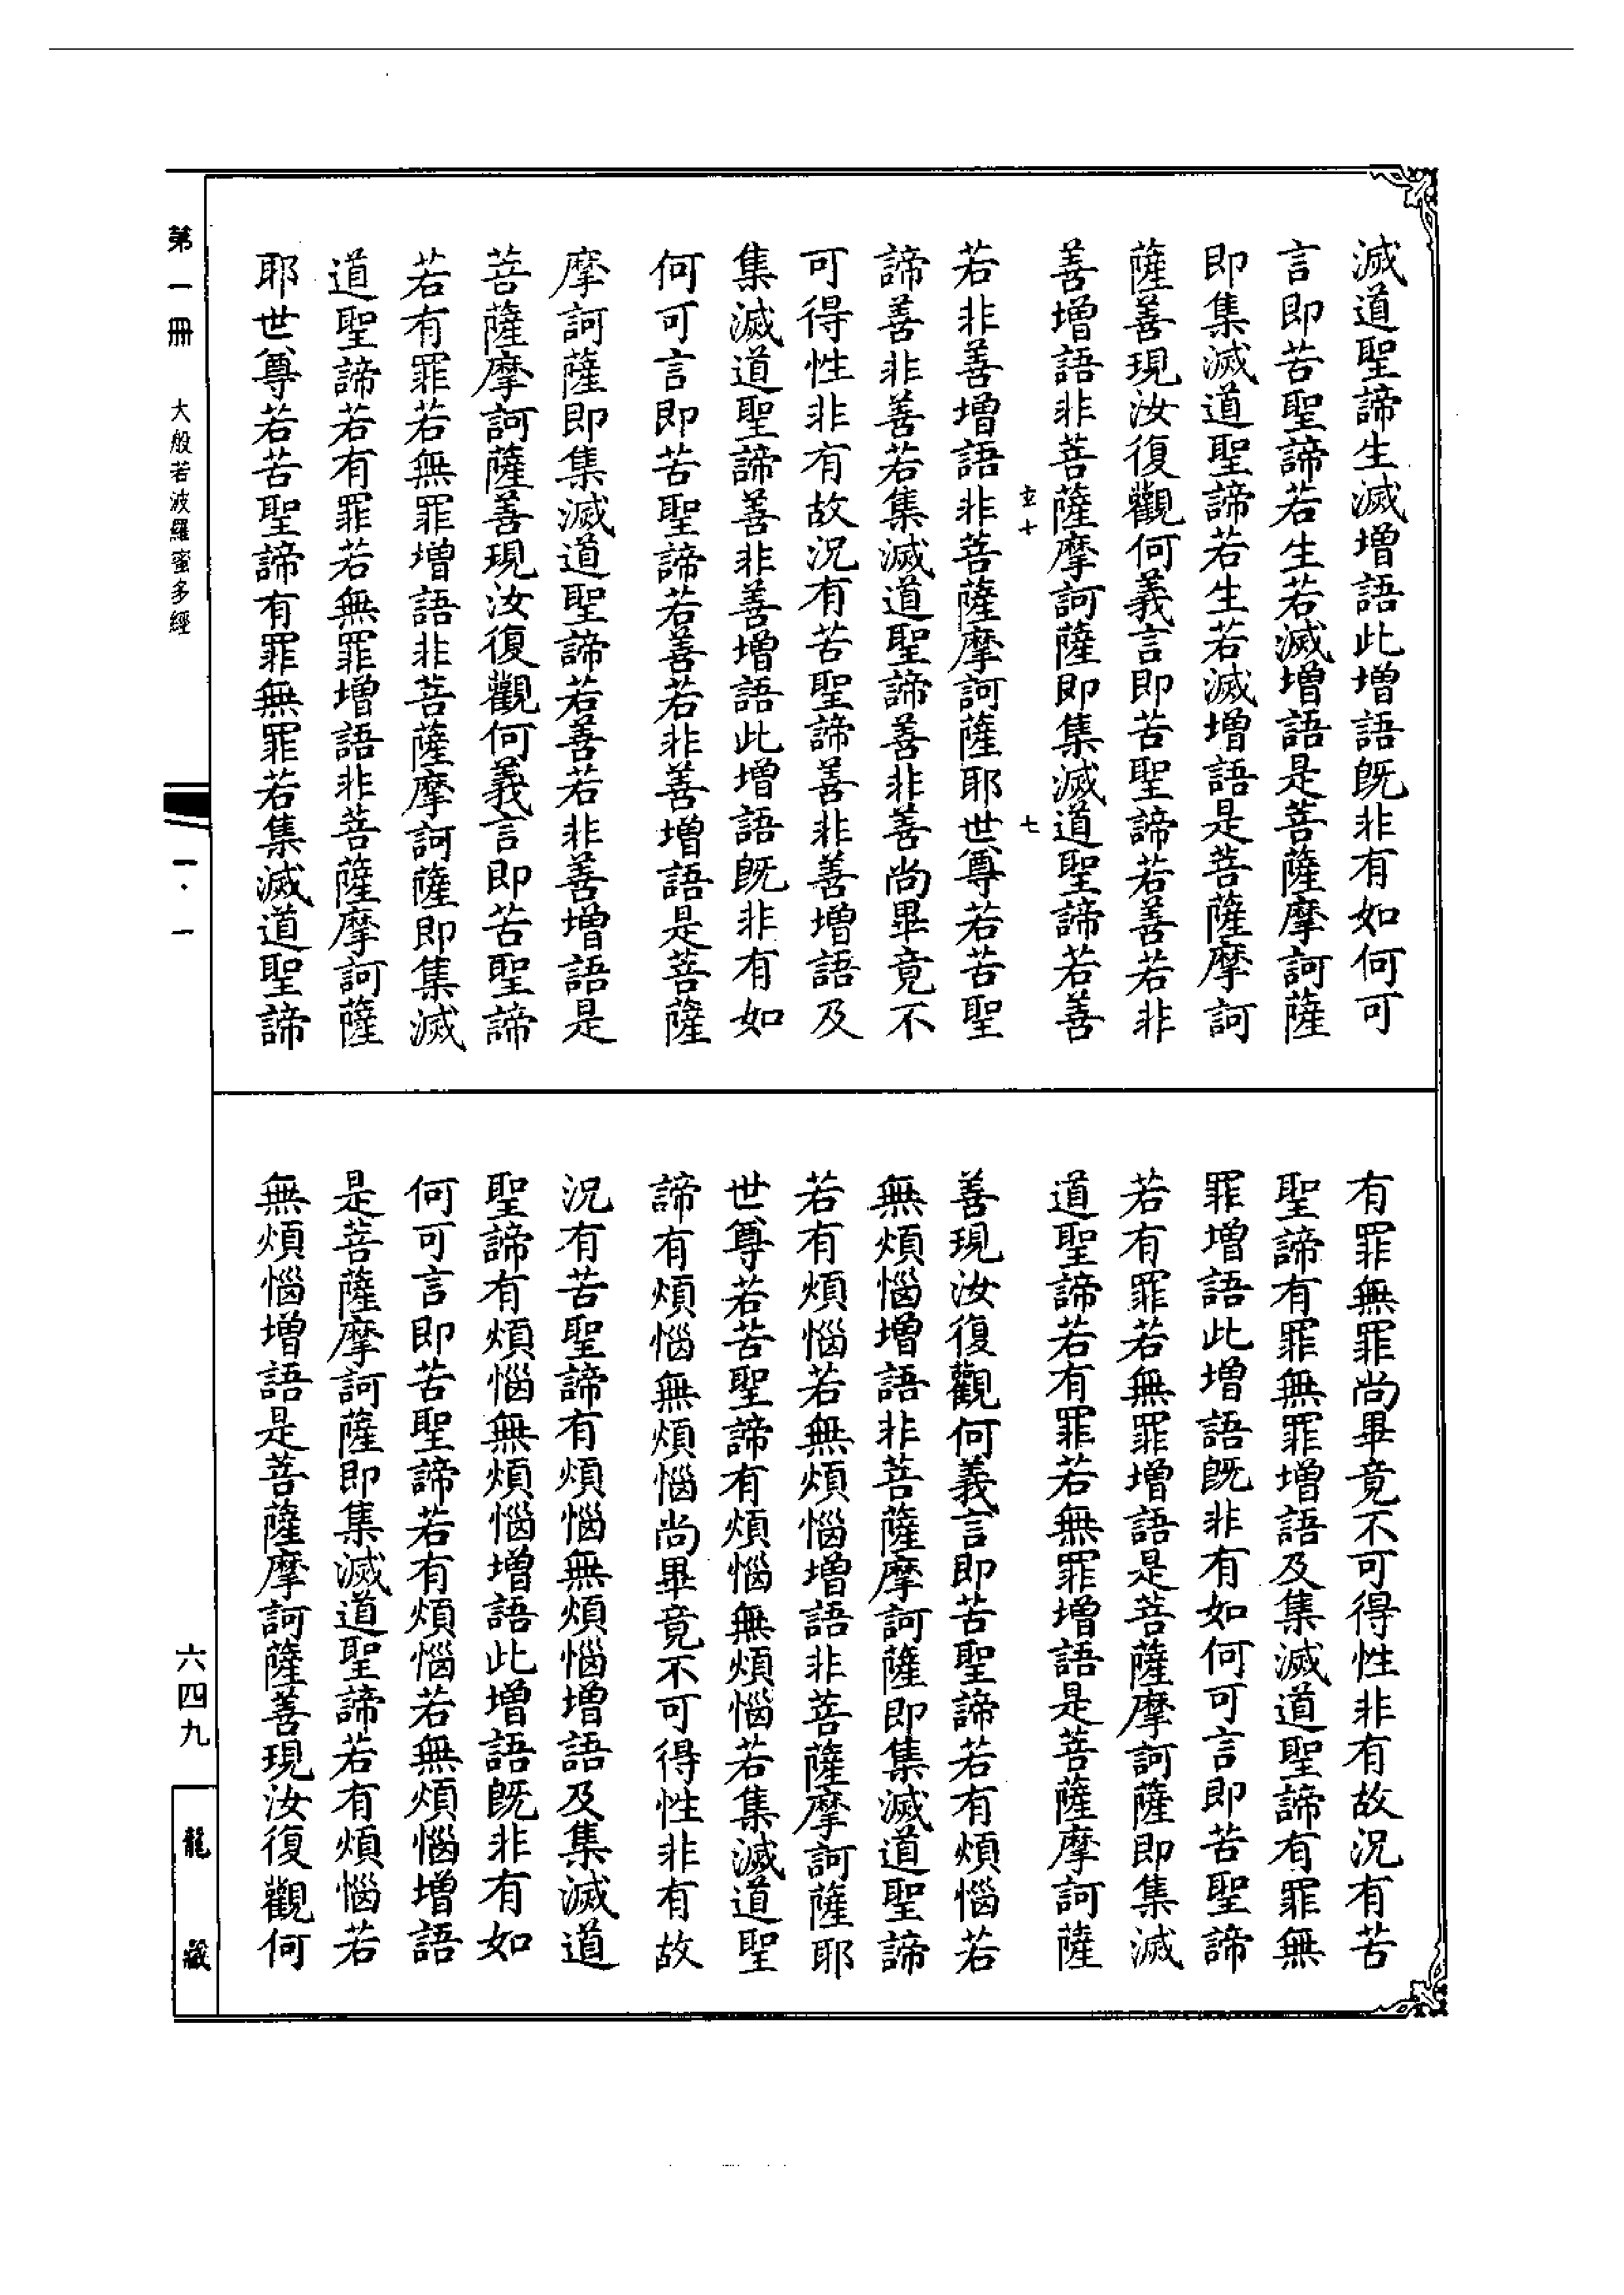 滅道聖諦生滅增語此增語既非有如何可
言即苦聖諦若生若滅增語是菩薩摩訶薩
即集滅道聖諦若生若滅增語是菩薩摩訶
薩善現汝復觀何義言即苦聖諦若善若非
善增語非菩薩摩訶薩即集滅道聖諦若善
玄十 七
若非善增語非菩薩摩訶薩耶世尊若苦聖
諦善非善若集滅道聖諦善非善尚畢竟不
可得性非有故況有苦聖諦善非善增語及
集滅道聖諦善非善增語此增語既非有如
何可言即苦聖諦若善若非善增語是菩薩
摩訶薩即集滅道聖諦若善若非善增語是
菩薩摩訶薩善現汝復觀何義言即苦聖諦
若有罪若無罪增語非菩薩摩訶薩即集滅
道聖諦若有罪若無罪增語非菩薩摩訶薩
耶世尊若苦聖諦有罪無罪若集滅道聖諦
有罪無罪尚畢竟不可得性非有故況有苦
聖諦有罪無罪增語及集滅道聖諦有罪無
罪增語此增語既非有如何可言即苦聖諦
若有罪若無罪增語是菩薩摩訶薩即集滅
道聖諦若有罪若無罪增語是菩薩摩訶薩
善現汝復觀何義言即苦聖諦若有煩惱若
無煩惱增語非菩薩摩訶薩即集滅道聖諦
若有煩惱若無煩惱增語非菩薩摩訶薩耶
世尊若苦聖諦有煩惱無煩惱若集滅道聖
諦有煩惱無煩惱尚畢竟不可得性非有故
況有苦聖諦有煩惱無煩惱增語及集滅道
聖諦有煩惱無煩惱增語此增語既非有如
何可言即苦聖諦若有煩惱若無煩惱增語
是菩薩摩訶薩即集滅道聖諦若有煩惱若
無煩惱增語是菩薩摩訶薩善現汝復觀何
第一冊 大般若波羅蜜多經
一·一
六四九
龍藏